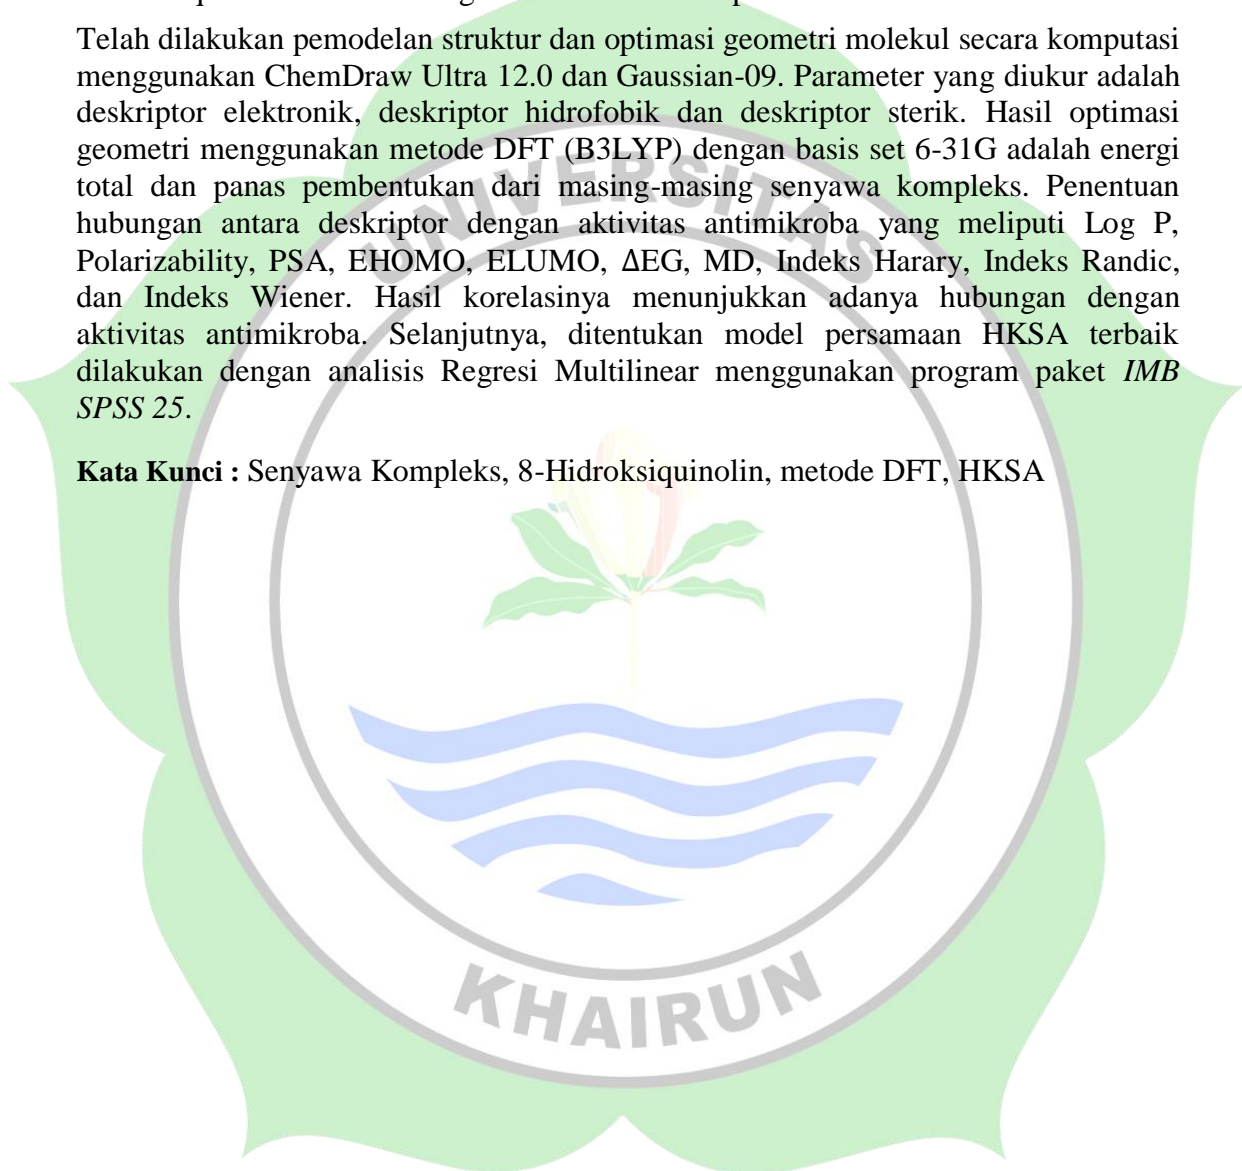 Telah dilakukan pemodelan struktur dan optimasi geometri molekul secara komputasi
menggunakan ChemDraw Ultra 12.0 dan Gaussian-09. Parameter yang diukur adalah
deskriptor elektronik, deskriptor hidrofobik dan deskriptor sterik. Hasil optimasi
geometri menggunakan metode DFT (B3LYP) dengan basis set 6-31G adalah energi
total dan panas pembentukan dari masing-masing senyawa kompleks. Penentuan
hubungan antara deskriptor dengan aktivitas antimikroba yang meliputi Log P,
Polarizability, PSA, EHOMO, ELUMO, ΔEG, MD, Indeks Harary, Indeks Randic,
dan Indeks Wiener. Hasil korelasinya menunjukkan adanya hubungan dengan
aktivitas antimikroba. Selanjutnya, ditentukan model persamaan HKSA terbaik
dilakukan dengan analisis Regresi Multilinear menggunakan program paket IMB
SPSS 25.
Kata Kunci : Senyawa Kompleks, 8-Hidroksiquinolin, metode DFT, HKSA
UNIVERSITAS
KHAIRUN